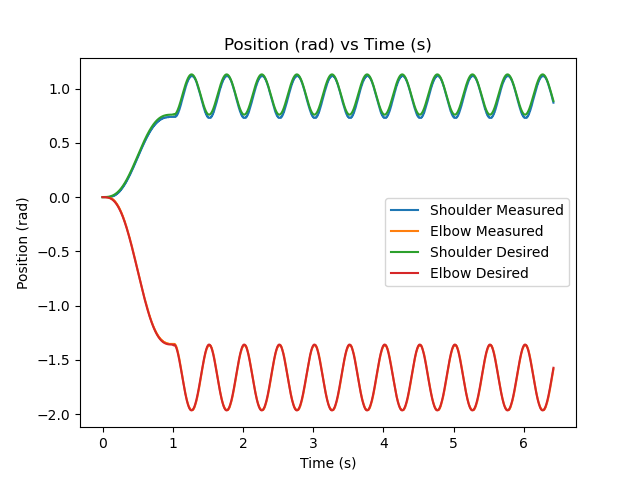 Position (rad) vs Time (s)
Position (rad)
1.0
0.5
0.0
−0.5
−1.0
−1.5
−2.0
Shoulder Measured
Elbow Measured
Shoulder Desired
Elbow Desired
0 1 2 3 4 5 6
Time (s)